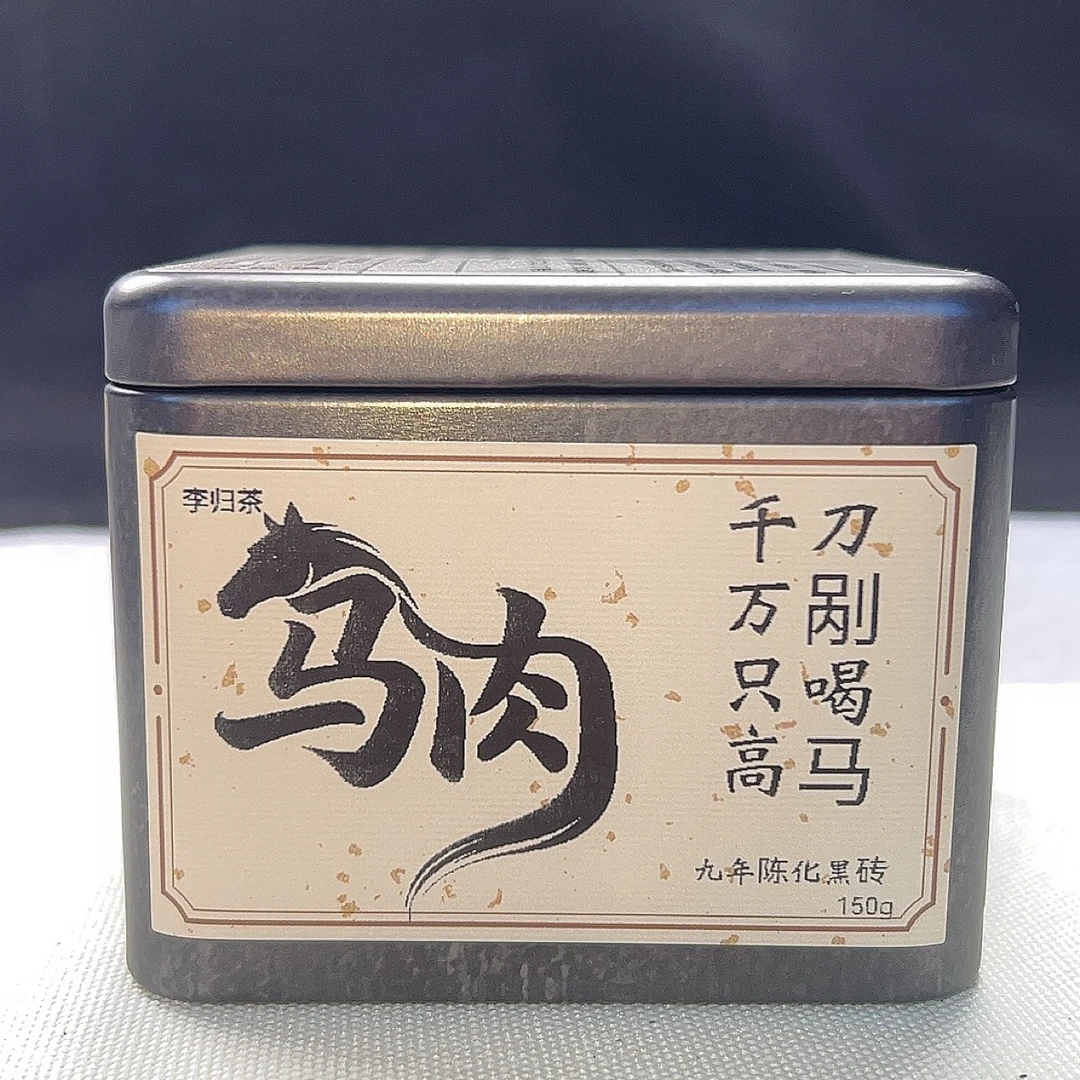 李归茶
马肉
刀剐喝马
千万只高
九年陈化黑砖
150g